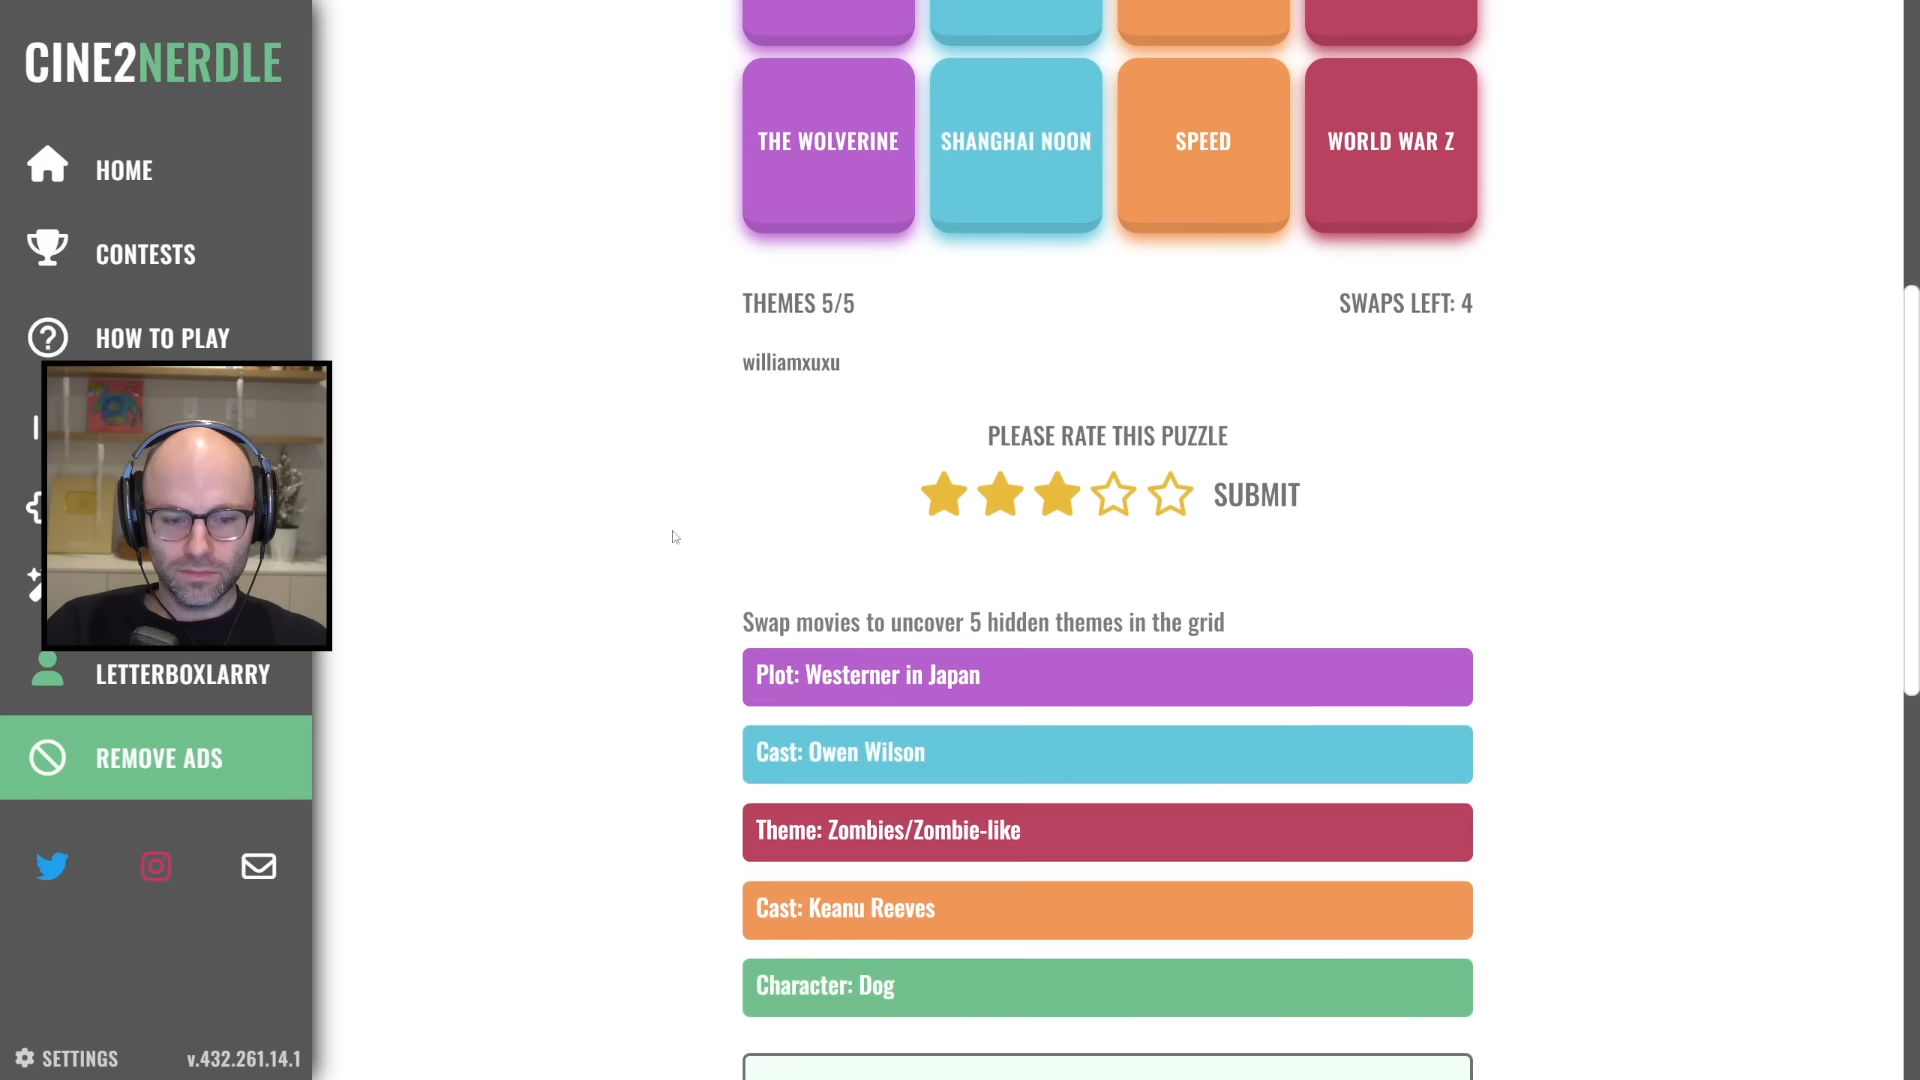 CINE2NERDLE
HOME
CONTESTS
HOW TO PLAY
LETTERBOXLARRY
REMOVE ADS
SETTINGS
v.432.261.14.1
THE WOLVERINE
SHANGHAI NOON
SPEED
WORLD WAR Z
THEMES 5/5
SWAPS LEFT: 4
williamxuxu
PLEASE RATE THIS PUZZLE
SUBMIT
Swap movies to uncover 5 hidden themes in the grid
Plot: Westerner in Japan
Cast: Owen Wilson
Theme: Zombies/Zombie-like
Cast: Keanu Reeves
Character: Dog